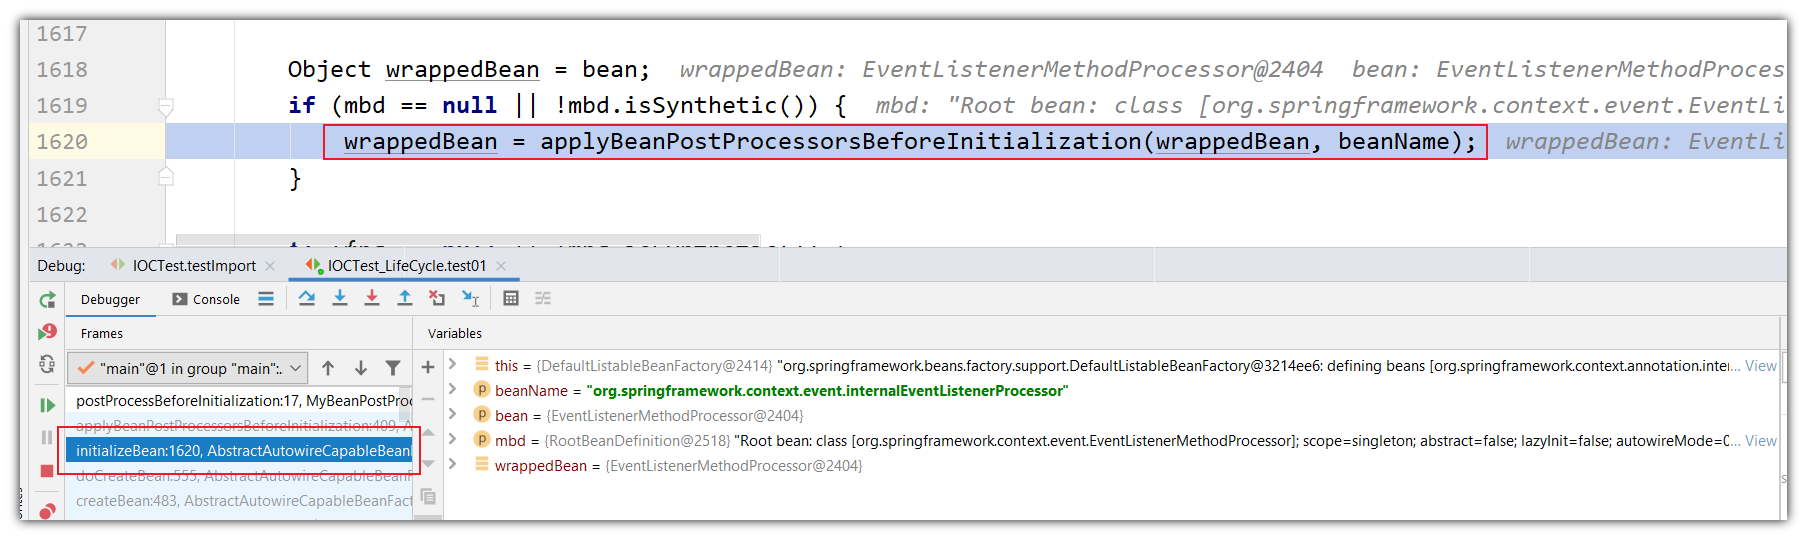 1617
1618 Object wrappedBean = bean; wrappedBean: EventListenerMethodProcessor@2404 bean: EventListenerMethodProces
1619 if (mbd == null || !mbd.isSynthetic()) { mbd: "Root bean: class [org.springframework.context.event.EventLi
1620 wrappedBean = applyBeanPostProcessorsBeforeInitialization(wrappedBean, beanName); wrappedBean: EventLi
1621 }
1622
Debug: IOCTest.testImport IOCTest_LifeCycle.test01
Debugger Console
Frames Variables
"main"@1 in group "main":..
postProcessBeforeInitialization:17, MyBeanPostProc
applyBeanPostProcessorsBeforeInitialization:409, A
initializeBean:1620, AbstractAutowireCapableBean
doCreateBean:555, AbstractAutowireCapableBeanF
createBean:483, AbstractAutowireCapableBeanFact
this = {DefaultListableBeanFactory@2414} "org.springframework.beans.factory.support.DefaultListableBeanFactory@3214ee6: defining beans [org.springframework.context.annotation.inter... View
beanName = "org.springframework.context.event.internalEventListenerProcessor"
bean = {EventListenerMethodProcessor@2404}
mbd = {RootBeanDefinition@2518} "Root bean: class [org.springframework.context.event.EventListenerMethodProcessor]; scope=singleton; abstract=false; lazyInit=false; autowireMode=0... View
wrappedBean = {EventListenerMethodProcessor@2404}